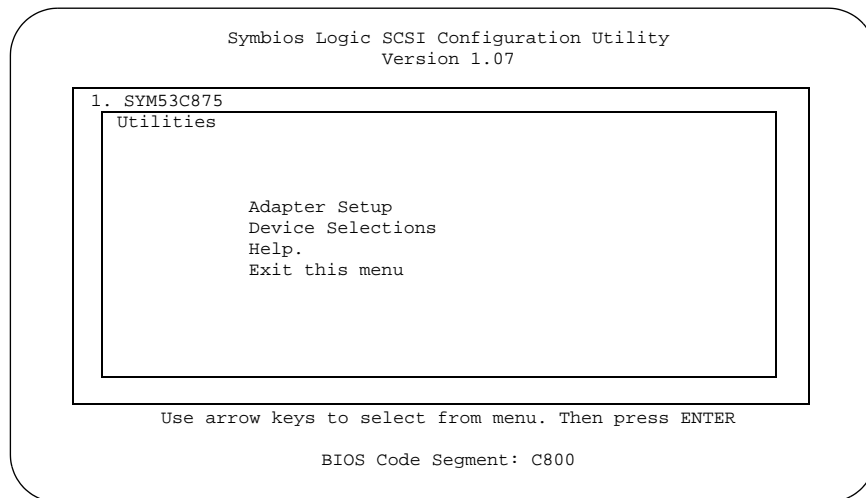 Symbios Logic SCSI Configuration Utility
Version 1.07
1. SYM53C875
Utilities
Adapter Setup
Device Selections
Help.
Exit this menu
Use arrow keys to select from menu. Then press ENTER
BIOS Code Segment: C800